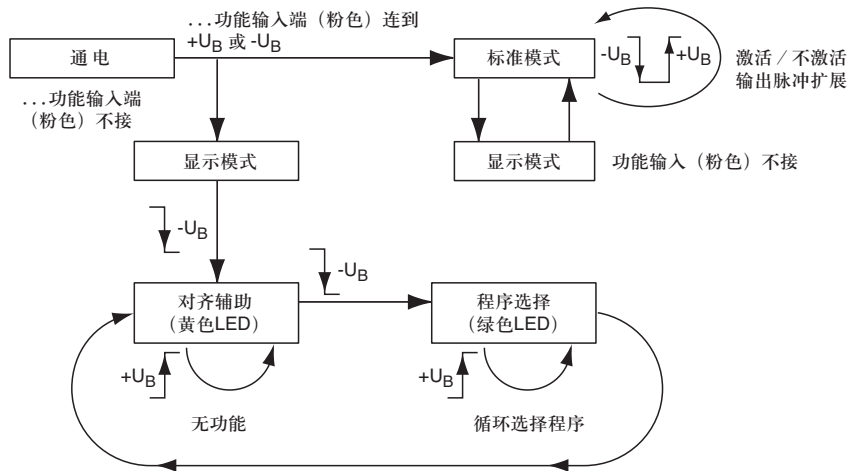 …功能输入端（粉色）连到
+UB 或 -UB
通 电
标准模式
-UB
+UB
激活 / 不激活
输出脉冲扩展
…功能输入端
（粉色）不接
显示模式
显示模式
功能输入（粉色）不接
-UB
-UB
对齐辅助
（黄色LED）
程序选择
（绿色LED）
+UB
+UB
无功能
循环选择程序